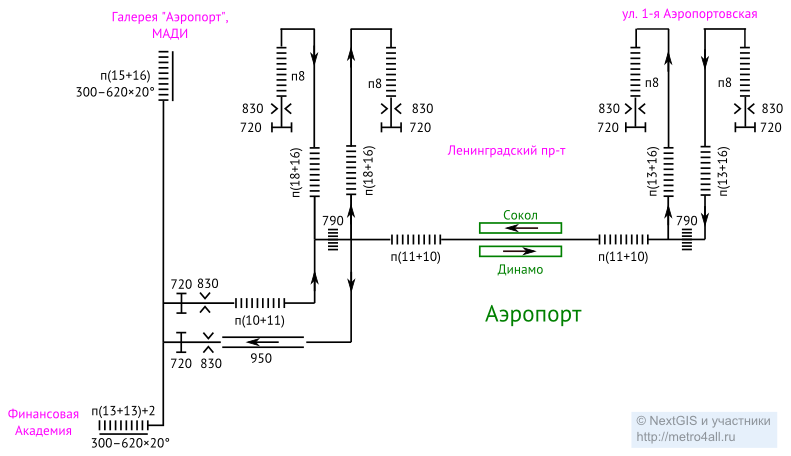 Галерея "Аэропорт",
МАДИ
ул. 1-я Аэропортовская
п(15+16)
300–620×20°
п8
п8
п8
п8
830
830
830
830
720
720
720
720
Ленинградский пр-т
п(18+16)
п(18+16)
п(13+16)
п(13+16)
790
790
Сокол
п(11+10)
п(11+10)
Динамо
720
830
п(10+11)
Аэропорт
720
830
950
Финансовая
Академия
п(13+13)+2
300–620×20°
© NextGIS и участники
http://metro4all.ru